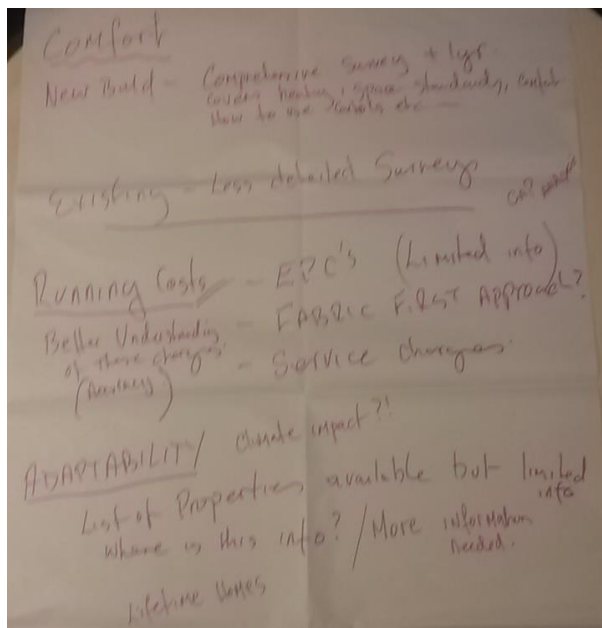 Comfort
New Build - Comprehensive Survey + 1yr.
covers heating, space standards, controls
How to use controls etc
Existing - Less detailed Surveys
Running Costs - EPC's (Limited info)
Better Understanding - FABRIC FIRST APPROACH?
of these charges. - Service charges
(Accuracy)
ADAPTABILITY / Climate impact?!
List of Properties available but limited
info
Where is this info? / More information
needed.
Lifetime Homes